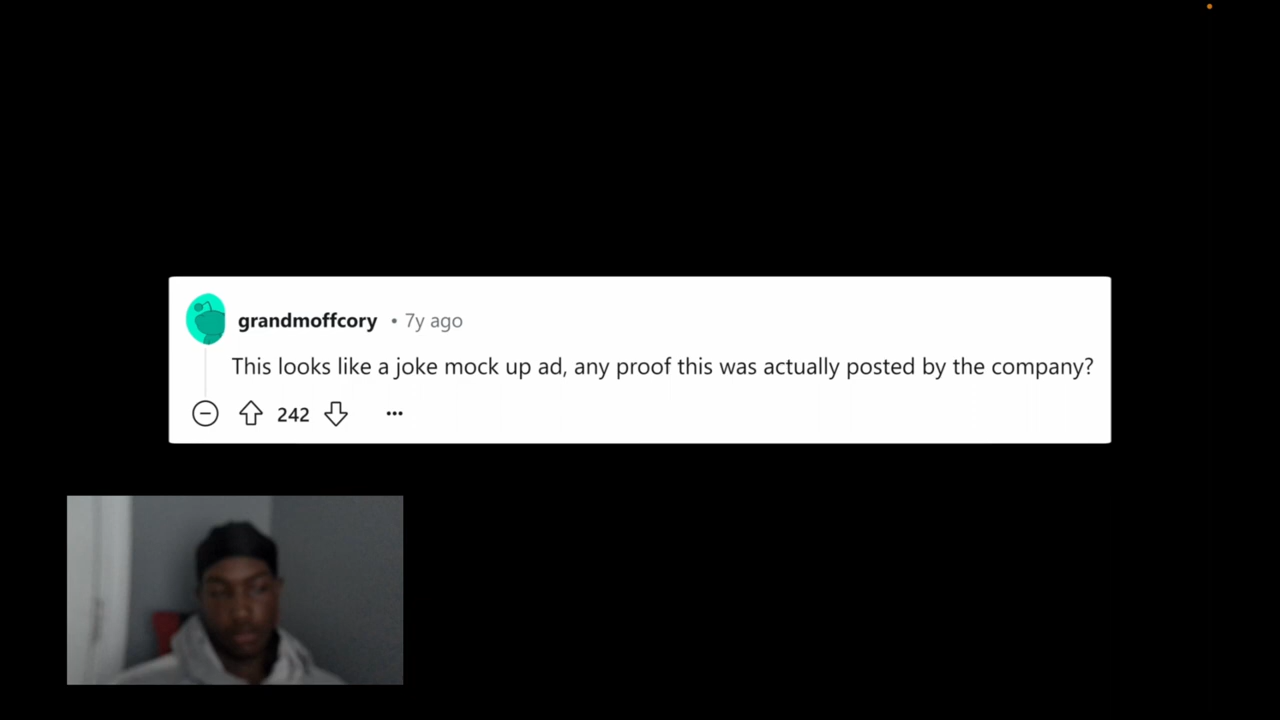 grandmoffcory • 7y ago
This looks like a joke mock up ad, any proof this was actually posted by the company?
242